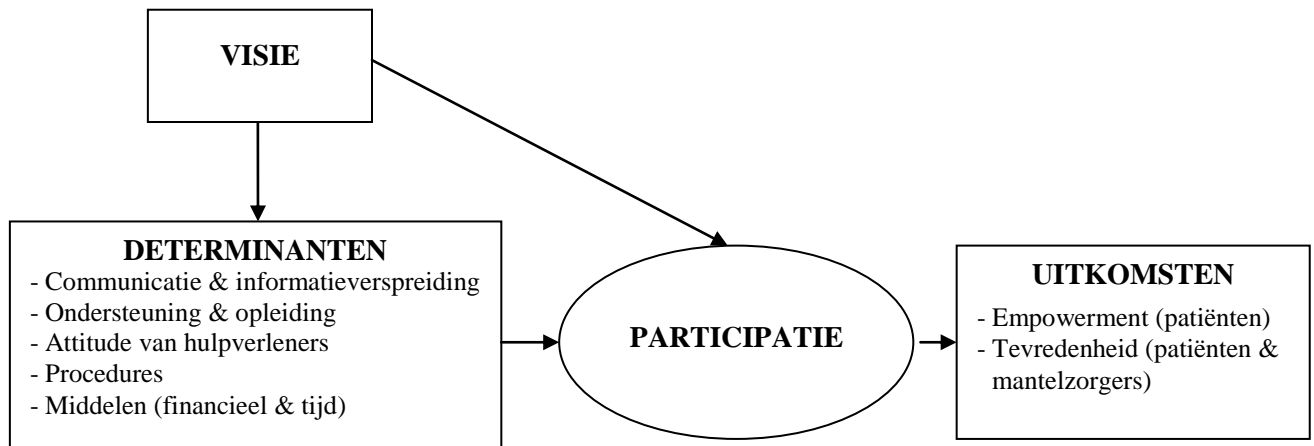 VISIE
DETERMINANTEN
- Communicatie & informatieverspreiding
- Ondersteuning & opleiding
- Attitude van hulpverleners
- Procedures
- Middelen (financieel & tijd)
PARTICIPATIE
UITKOMSTEN
- Empowerment (patiënten)
- Tevredenheid (patiënten &
mantelzorgers)